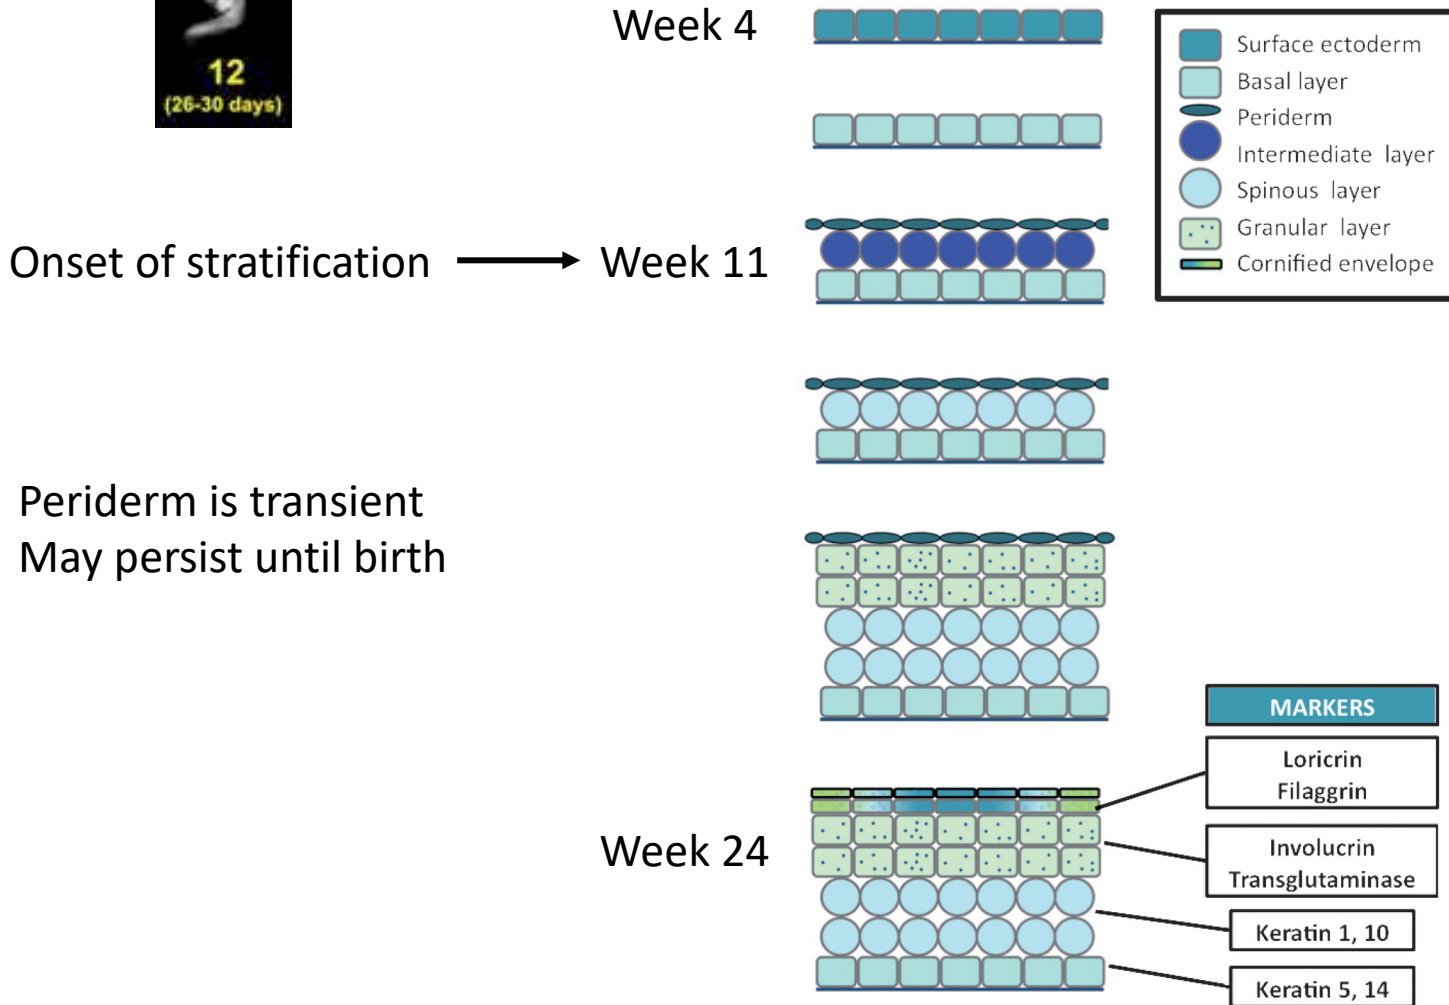 12
(26-30 days)
Week 4
Surface ectoderm
Basal layer
Periderm
Intermediate layer
Spinous layer
Granular layer
Cornified envelope
Onset of stratification
Week 11
Periderm is transient
May persist until birth
Week 24
MARKERS
Loricrin
Filaggrin
Involucrin
Transglutaminase
Keratin 1, 10
Keratin 5, 14